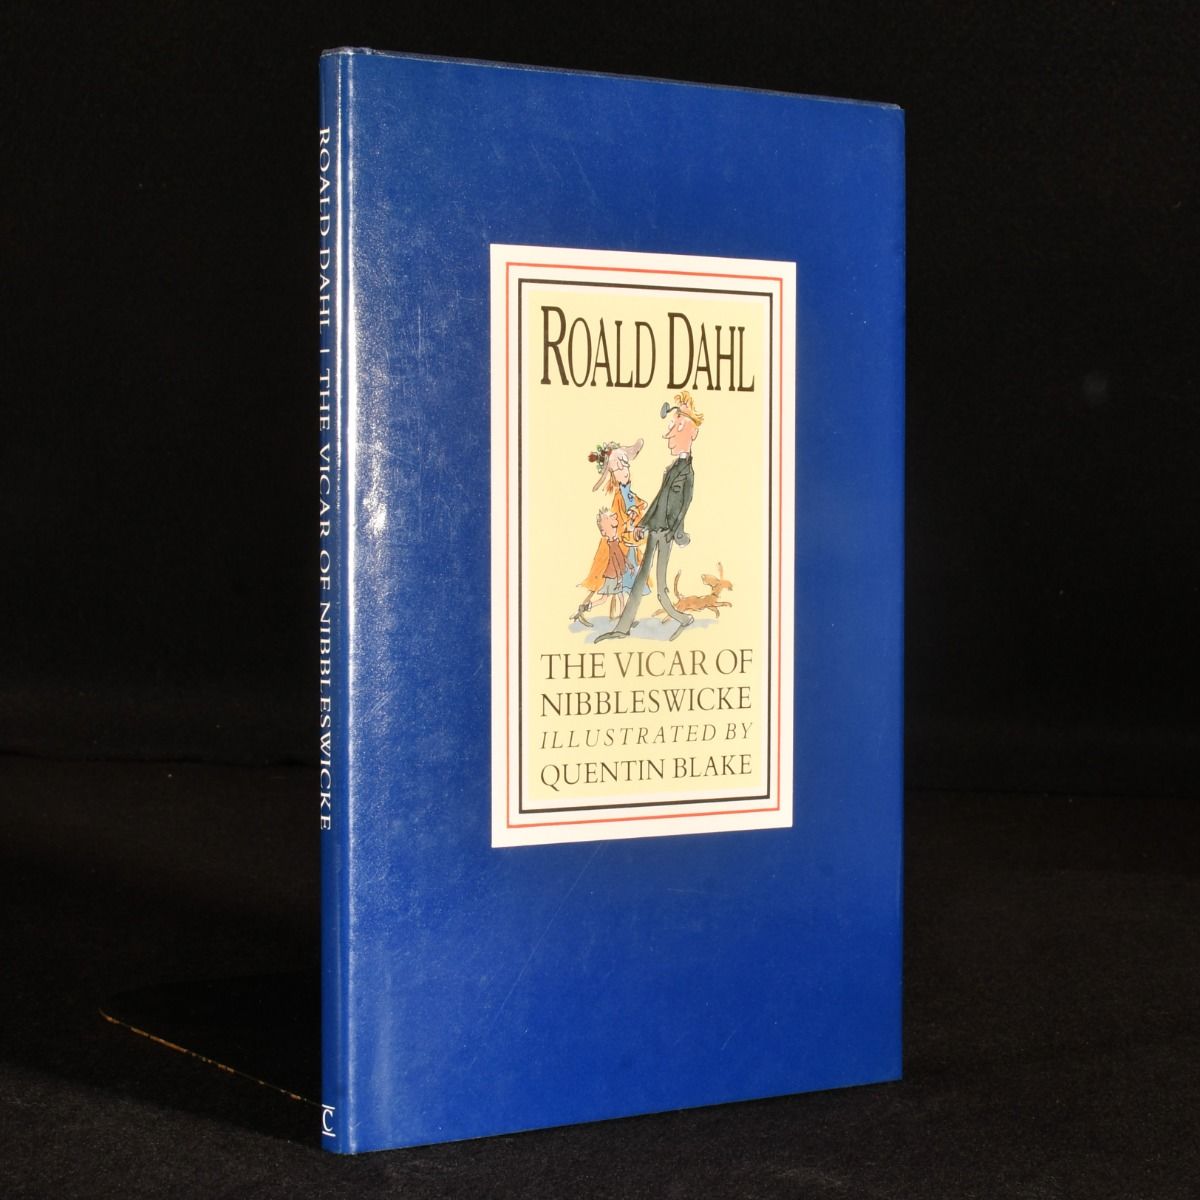 ROALD DAHL | THE VICAR OF NIBBLESWICKE
C
ROALD DAHL
THE VICAR OF
NIBBLESWICKE
ILLUSTRATED BY
QUENTIN BLAKE